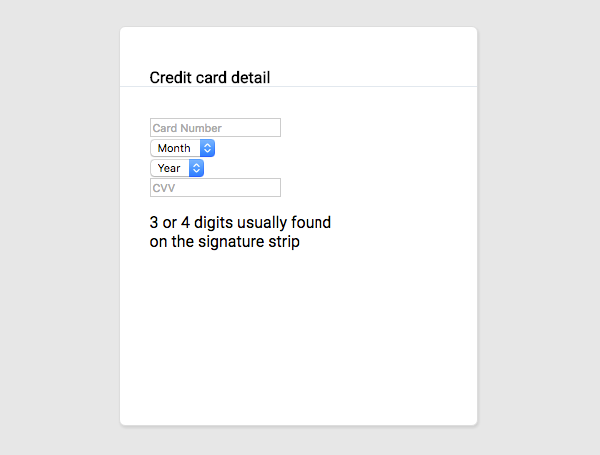 Credit card detail
Card Number
Month
Year
CVV
3 or 4 digits usually found
on the signature strip